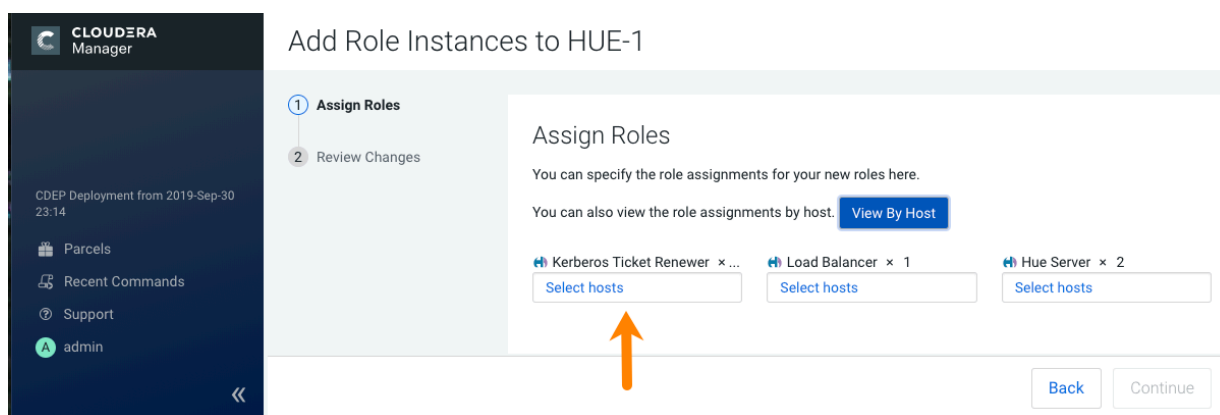 CLOUDERA
Manager
Add Role Instances to HUE-1
1 Assign Roles
2 Review Changes
Assign Roles
You can specify the role assignments for your new roles here.
You can also view the role assignments by host. View By Host
Kerberos Ticket Renewer × ... Load Balancer × 1 Hue Server × 2
Select hosts Select hosts Select hosts
CDEP Deployment from 2019-Sep-30
23:14
Parcels
Recent Commands
Support
A admin
Back Continue